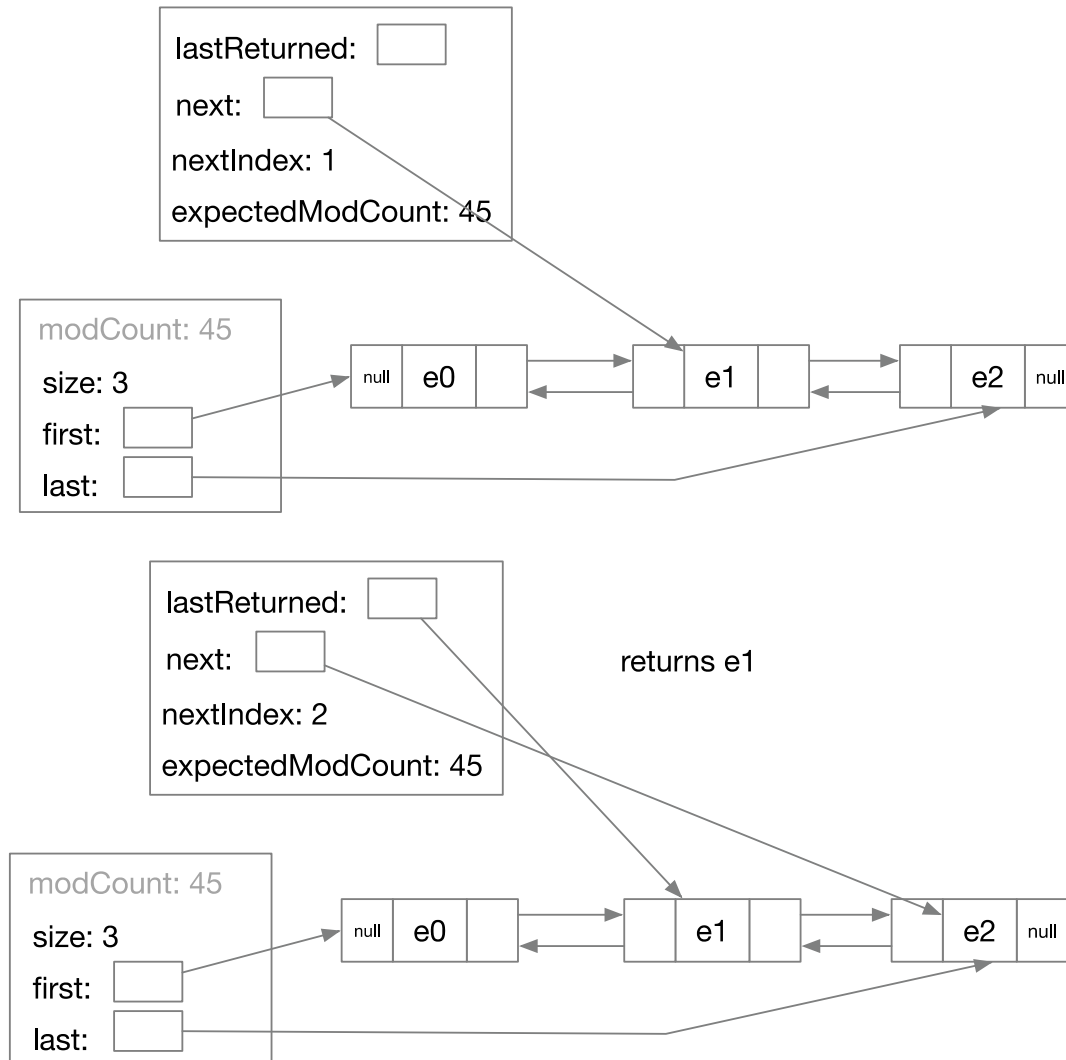 lastReturned:
next:
nextIndex: 1
expectedModCount: 45
modCount: 45
size: 3
first:
last:
null e0 e1 e2 null
lastReturned:
next:
returns e1
nextIndex: 2
expectedModCount: 45
modCount: 45
size: 3
first:
last:
null e0 e1 e2 null